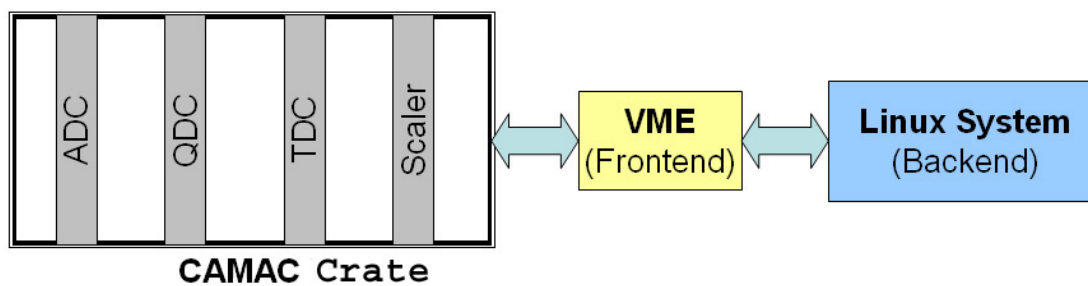 ADC
QDC
TDC
Scaler
VME
(Frontend)
Linux System
(Backend)
CAMAC Crate